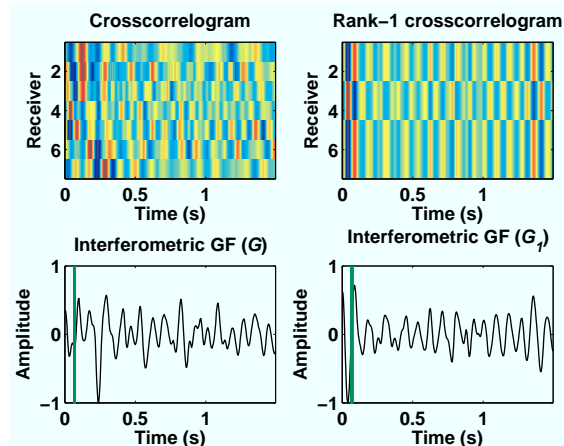 Crosscorrelogram
Receiver
2
4
6
0 0.5 1
Time (s)
Rank−1 crosscorrelogram
Receiver
2
4
6
0 0.5 1
Time (s)
Interferometric GF (G)
Amplitude
1
0
−1
0 0.5 1
Time (s)
Interferometric GF (G₁)
Amplitude
1
0
−1
0 0.5 1
Time (s)